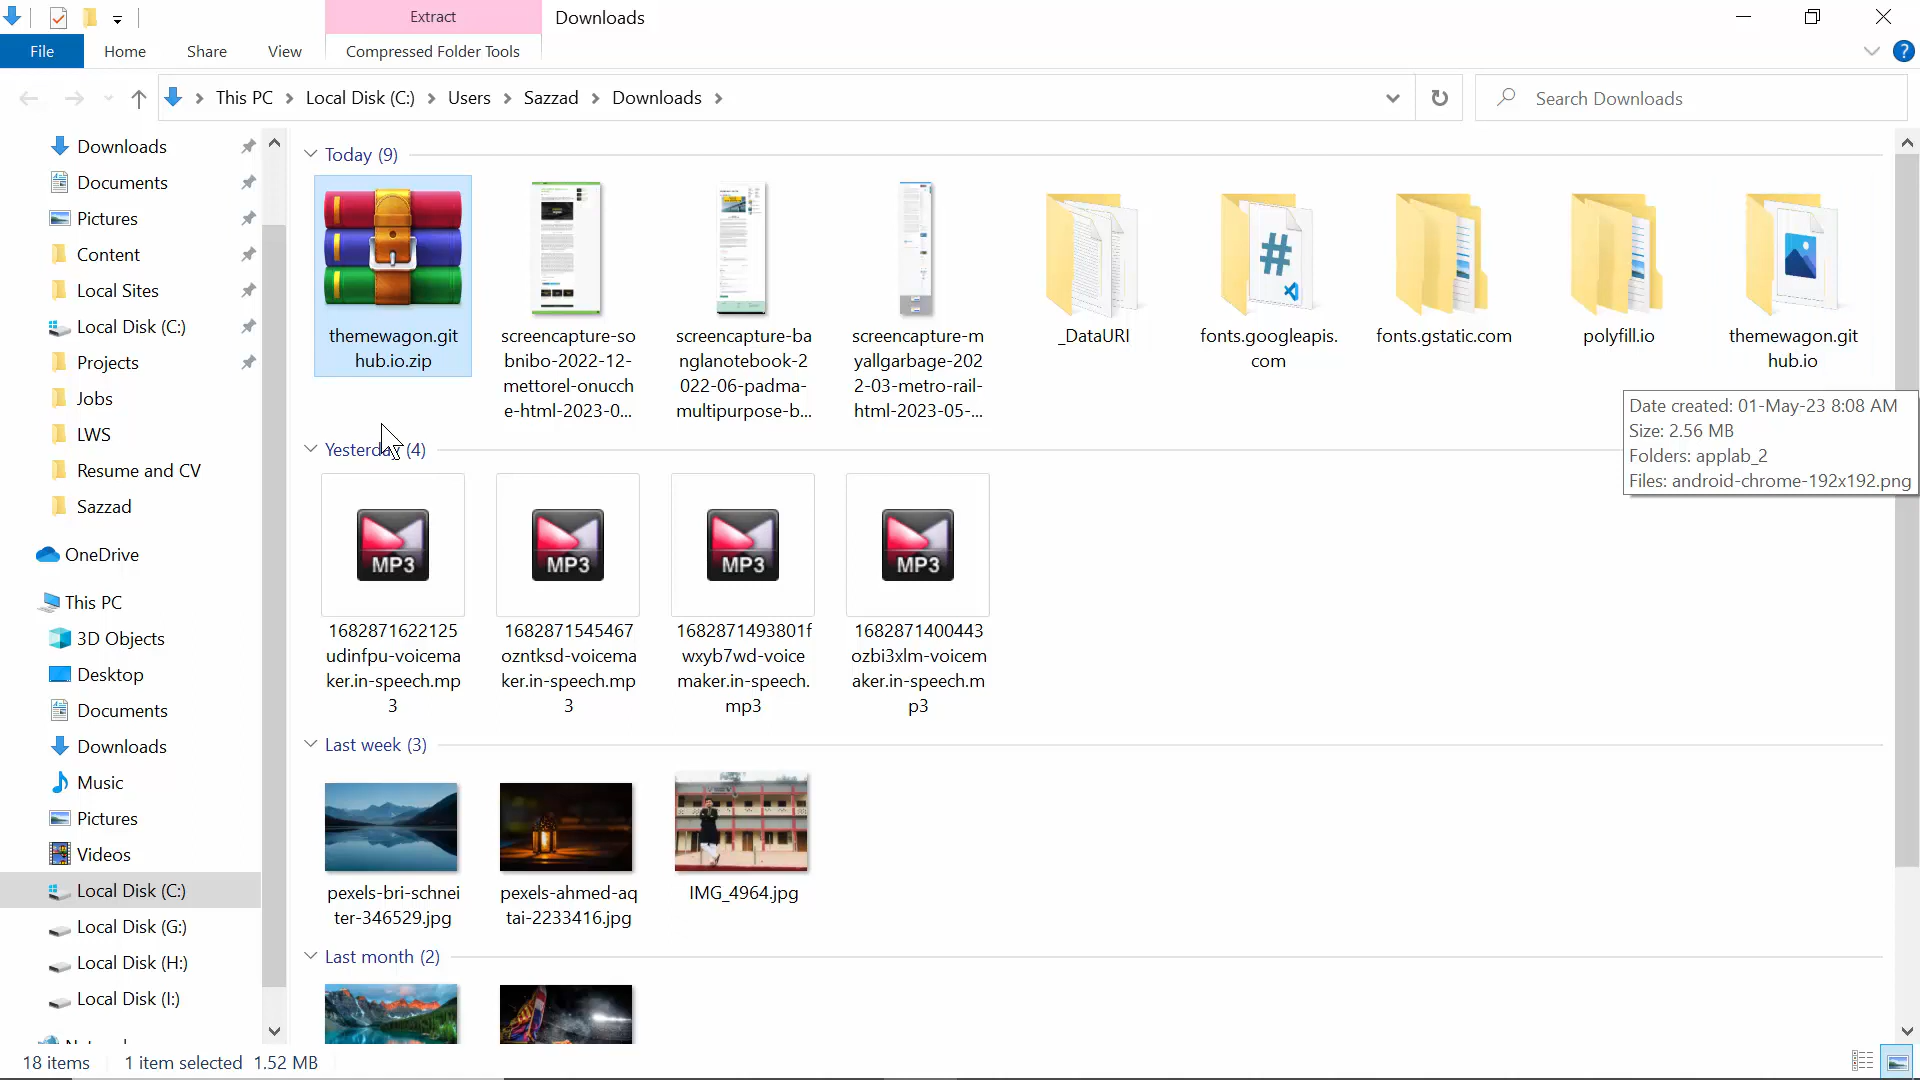 Extract
Downloads
File
Home
Share
View
Compressed Folder Tools
This PC
Local Disk (C:)
Users
Sazzad
Downloads
Search Downloads
Downloads
Documents
Pictures
Content
Local Sites
Local Disk (C:)
Projects
Jobs
LWS
Resume and CV
Sazzad
OneDrive
This PC
3D Objects
Desktop
Documents
Downloads
Music
Pictures
Videos
Local Disk (C:)
Local Disk (G:)
Local Disk (H:)
Local Disk (I:)
Today (9)
themewagon.git
hub.io.zip
screencapture-so
bnibo-2022-12-
mettorel-onucch
e-html-2023-0...
screencapture-ba
nglanotebook-2
022-06-padma-
multipurpose-b...
screencapture-m
yallgarbage-202
2-03-metro-rail-
html-2023-05-...
_DataURI
fonts.googleapis.
com
fonts.gstatic.com
polyfill.io
themewagon.git
hub.io
Date created: 01-May-23 8:08 AM
Size: 2.56 MB
Folders: applab_2
Files: android-chrome-192x192.png
Yesterday (4)
MP3
1682871622125
udinfpu-voicema
ker.in-speech.mp
3
MP3
1682871545467
ozntksd-voicema
ker.in-speech.mp
3
MP3
1682871493801f
wxyb7wd-voice
maker.in-speech.
mp3
MP3
1682871400443
ozbi3xlm-voicem
aker.in-speech.m
p3
Last week (3)
pexels-bri-schnei
ter-346529.jpg
pexels-ahmed-aq
tai-2233416.jpg
IMG_4964.jpg
Last month (2)
18 items
1 item selected 1.52 MB